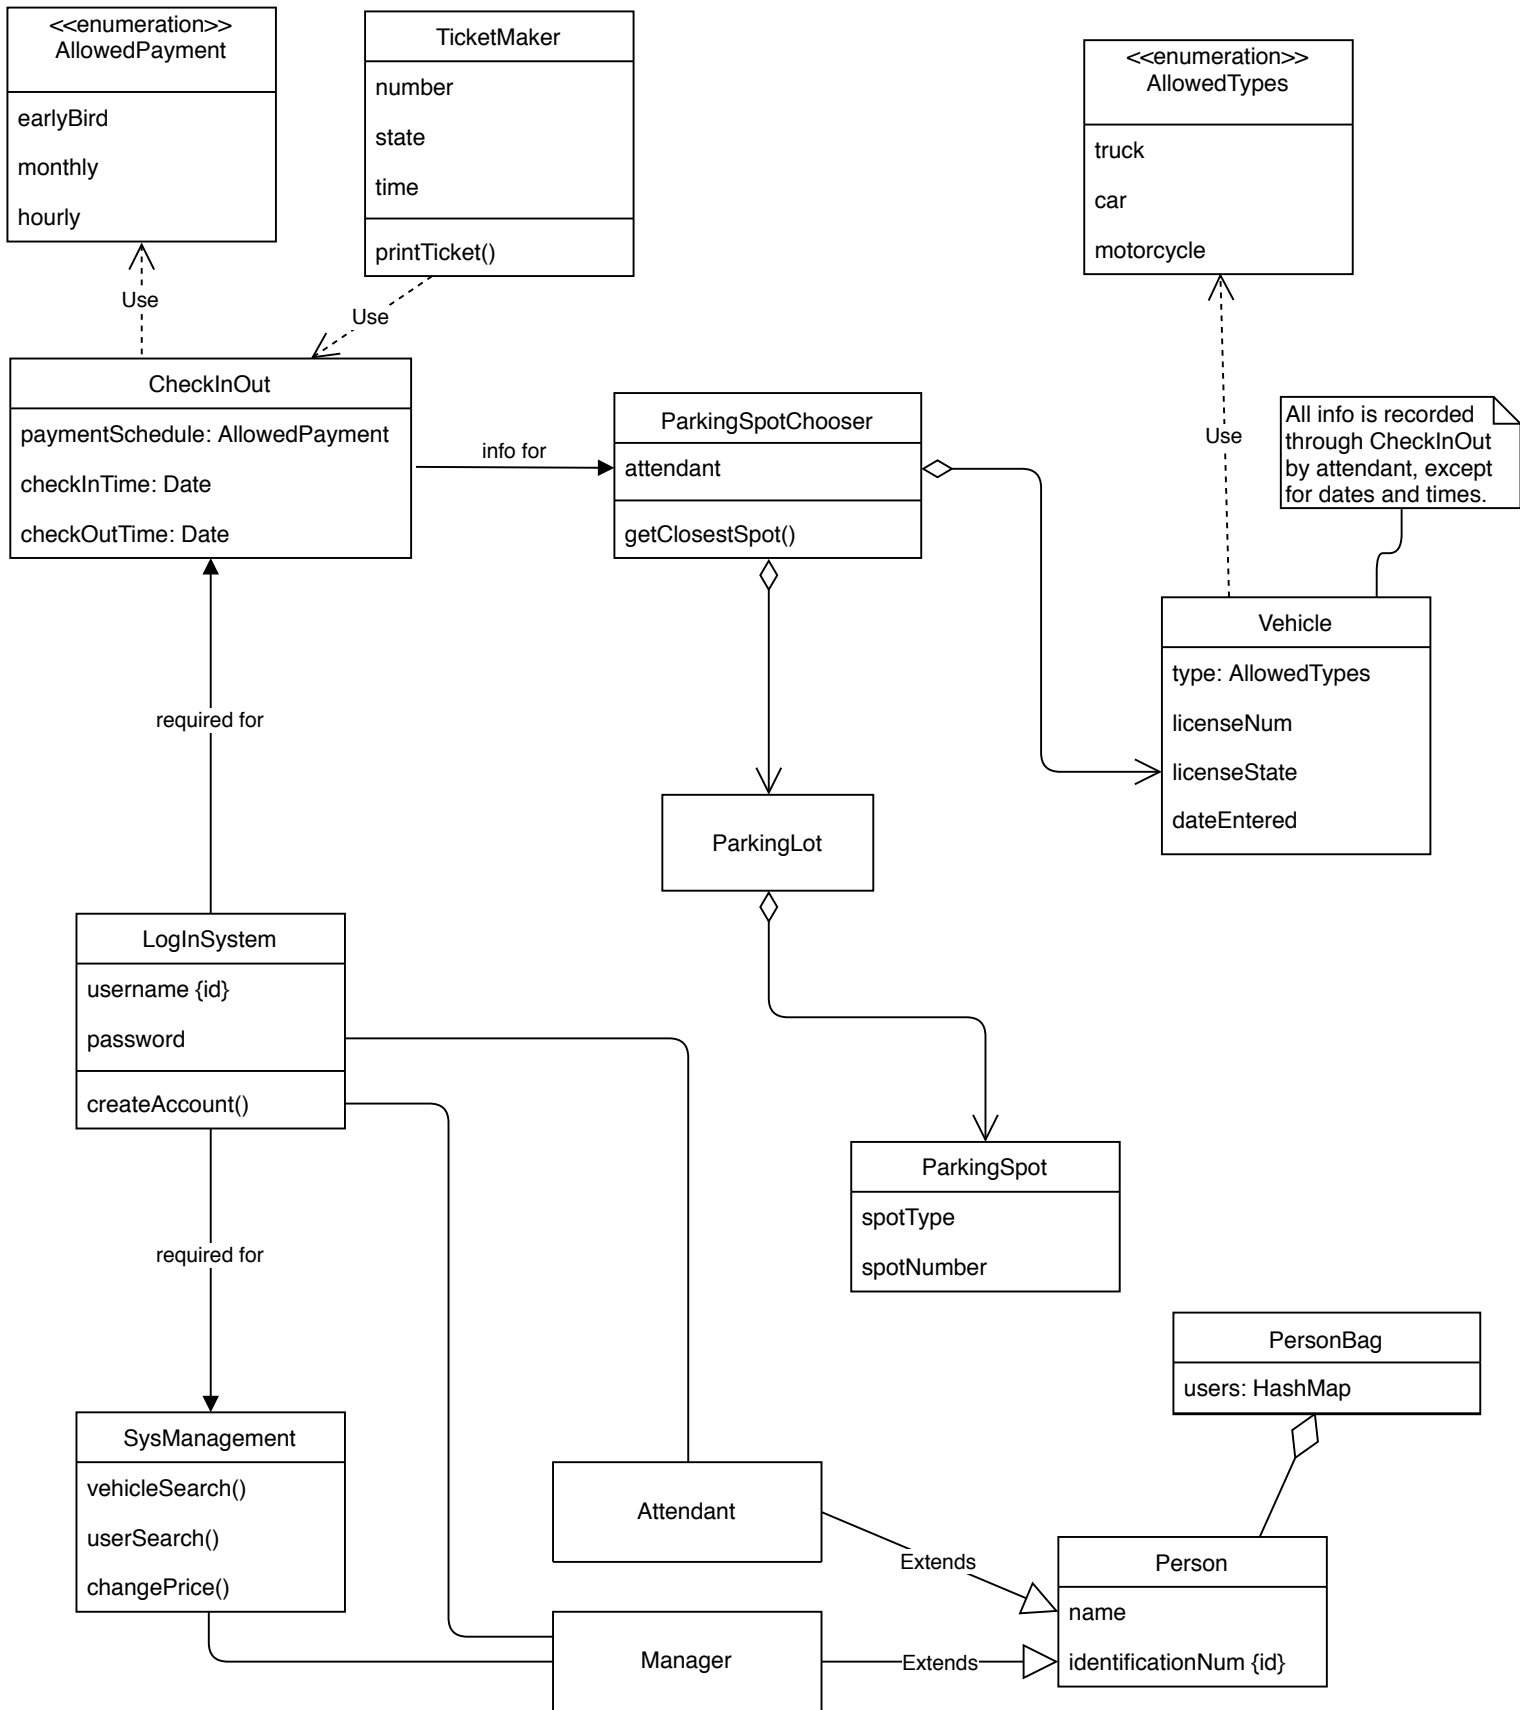 <<enumeration>>
AllowedPayment
earlyBird
monthly
hourly
TicketMaker
number
state
time
printTicket()
<<enumeration>>
AllowedTypes
truck
car
motorcycle
Use
Use
Use
CheckInOut
paymentSchedule: AllowedPayment
checkInTime: Date
checkOutTime: Date
info for
ParkingSpotChooser
attendant
getClosestSpot()
All info is recorded
through CheckInOut
by attendant, except
for dates and times.
Vehicle
type: AllowedTypes
licenseNum
licenseState
dateEntered
required for
ParkingLot
LogInSystem
username {id}
password
createAccount()
ParkingSpot
spotType
spotNumber
required for
PersonBag
users: HashMap
SysManagement
vehicleSearch()
userSearch()
changePrice()
Attendant
Extends
Person
name
identificationNum {id}
Manager
Extends